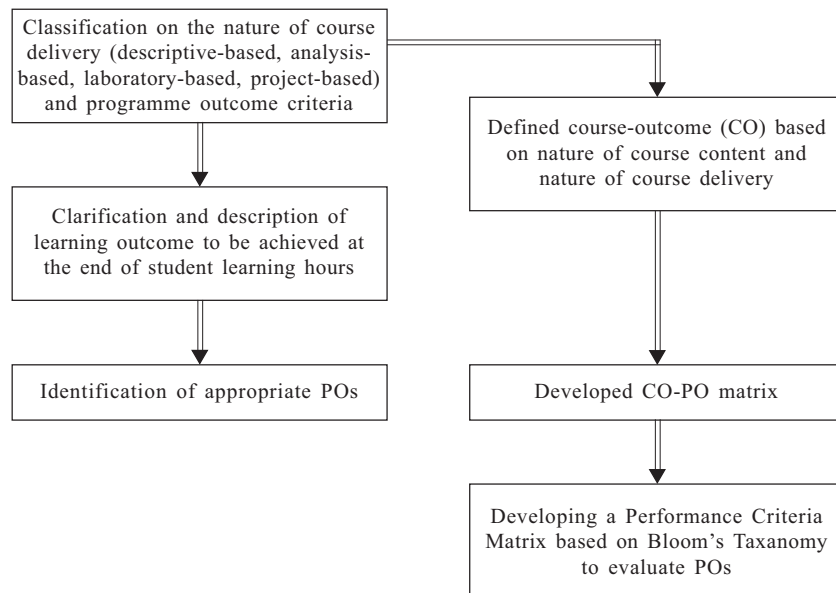 Classification on the nature of course
delivery (descriptive-based, analysis-
based, laboratory-based, project-based)
and programme outcome criteria
Clarification and description of
learning outcome to be achieved at
the end of student learning hours
Identification of appropriate POs
Defined course-outcome (CO) based
on nature of course content and
nature of course delivery
Developed CO-PO matrix
Developing a Performance Criteria
Matrix based on Bloom's Taxanomy
to evaluate POs